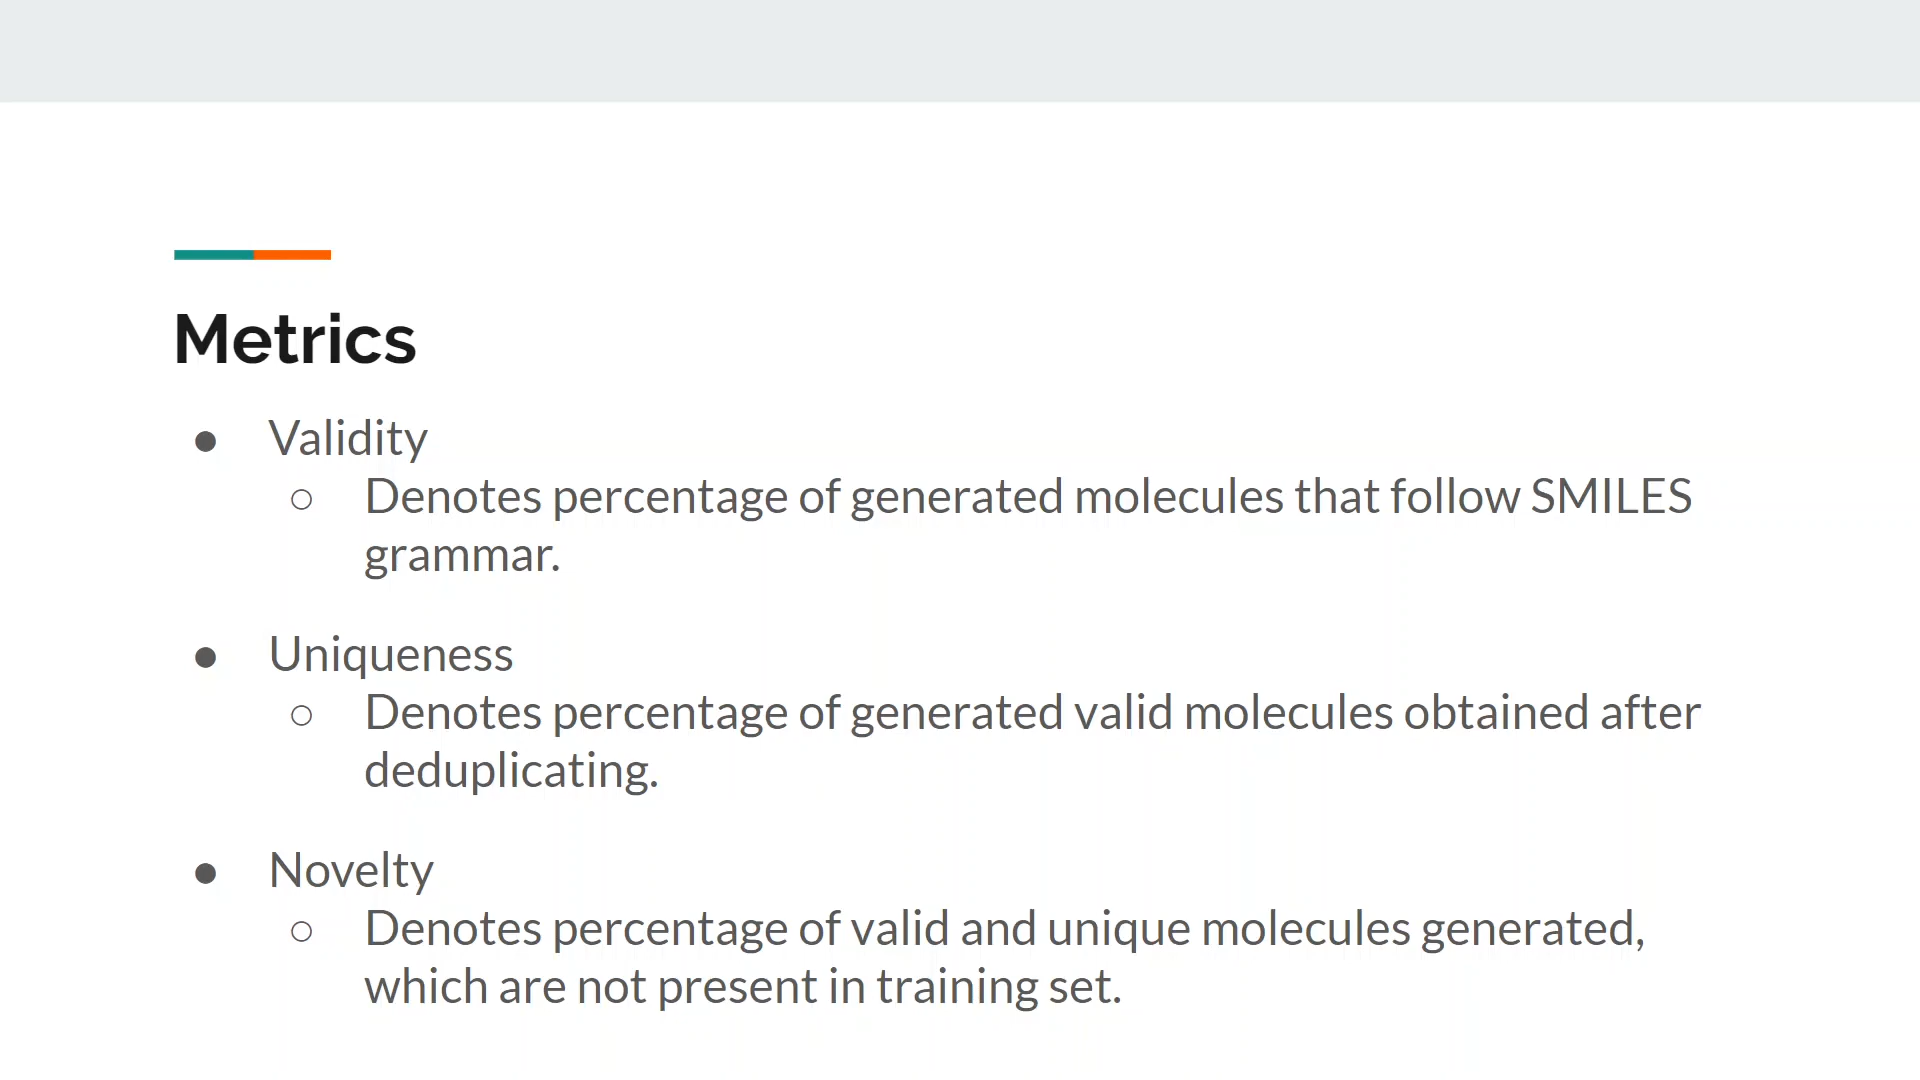 Metrics
● Validity
○ Denotes percentage of generated molecules that follow SMILES
grammar.
● Uniqueness
○ Denotes percentage of generated valid molecules obtained after
deduplicating.
● Novelty
○ Denotes percentage of valid and unique molecules generated,
which are not present in training set.